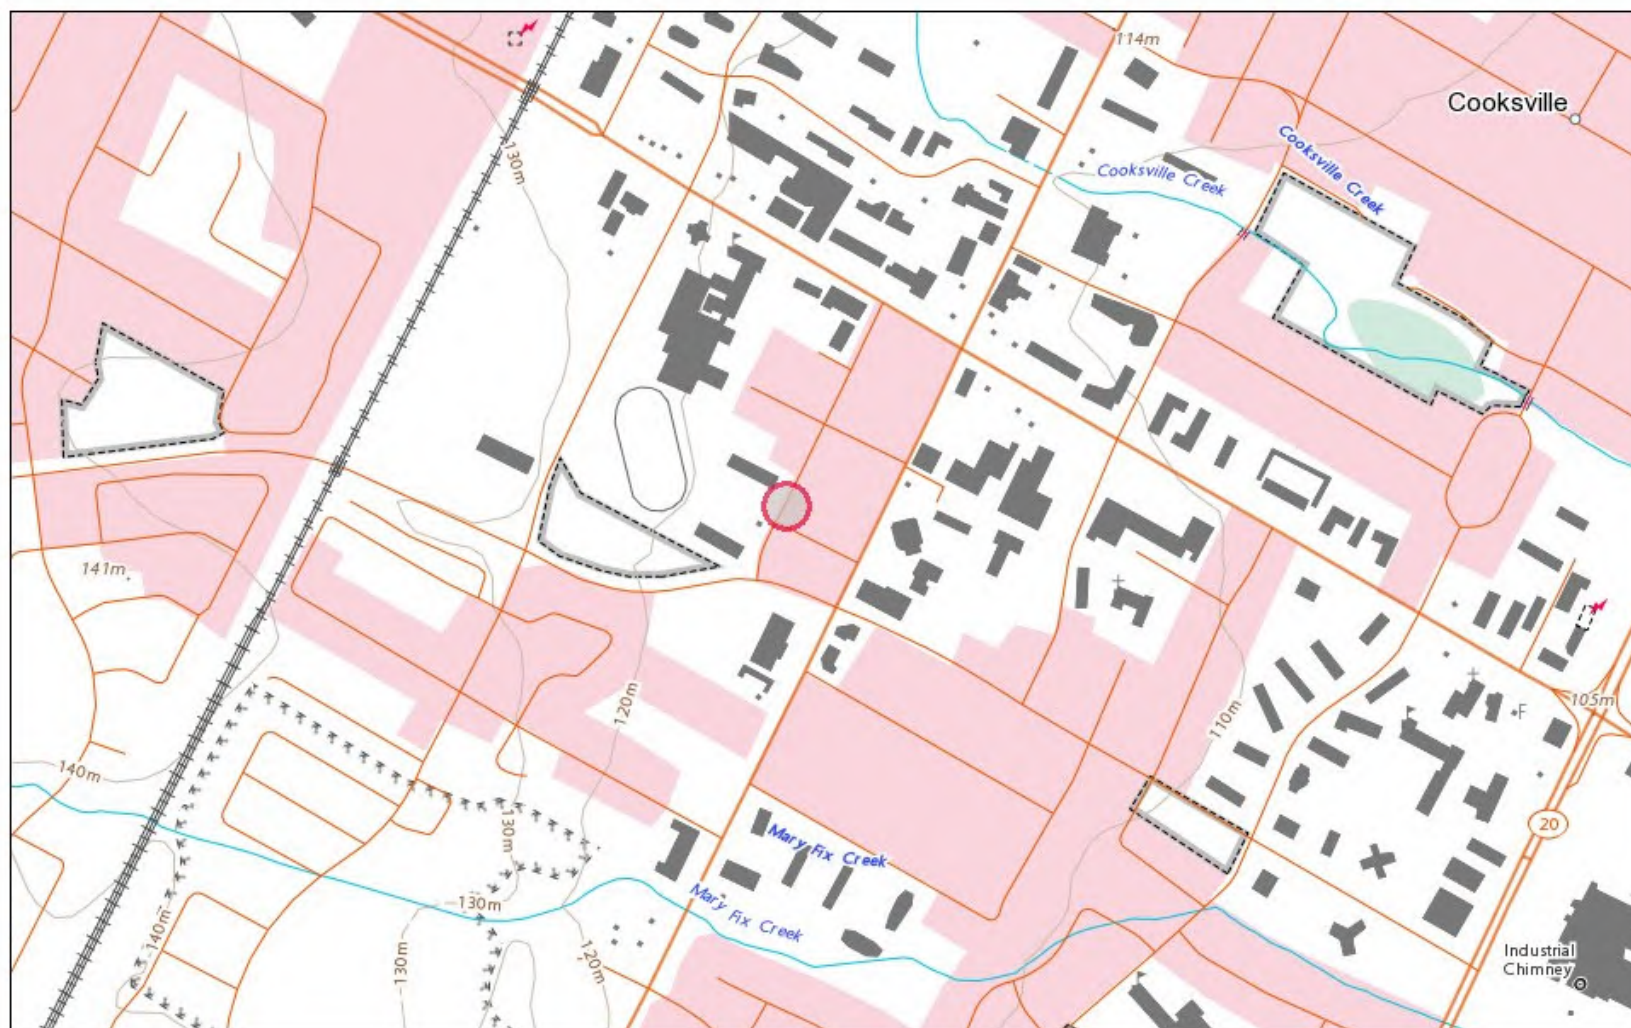 114m
Cooksville
130m
Cooksville Creek
Cooksville Creek
141m
120m
110m
105m
F
140m
130m
Mary Fix Creek
20
Mary Fix Creek
130m
140m
130m
120m
Industrial
Chimney